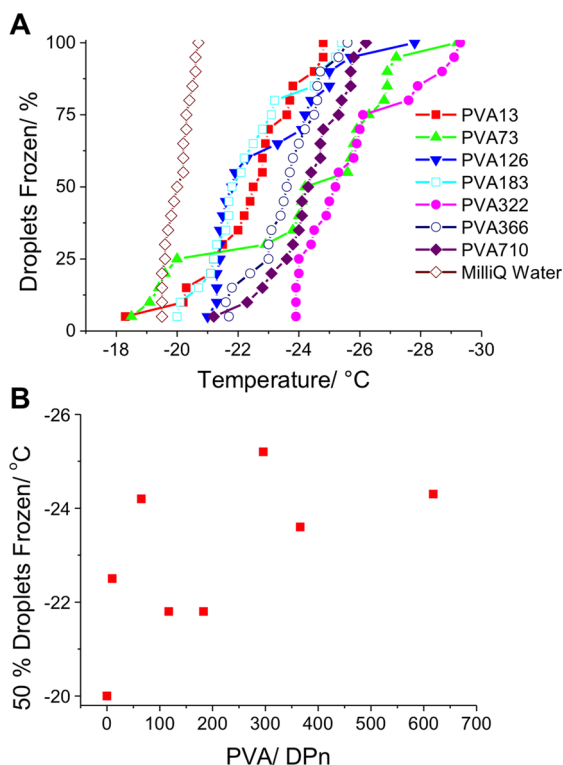 A
Droplets Frozen/ %
100
75
50
25
0
-18
-20
-22
-24
-26
-28
-30
Temperature/ °C
PVA13
PVA73
PVA126
PVA183
PVA322
PVA366
PVA710
MilliQ Water
B
50 % Droplets Frozen/ °C
-26
-24
-22
-20
0
100
200
300
400
500
600
700
PVA/ DPn